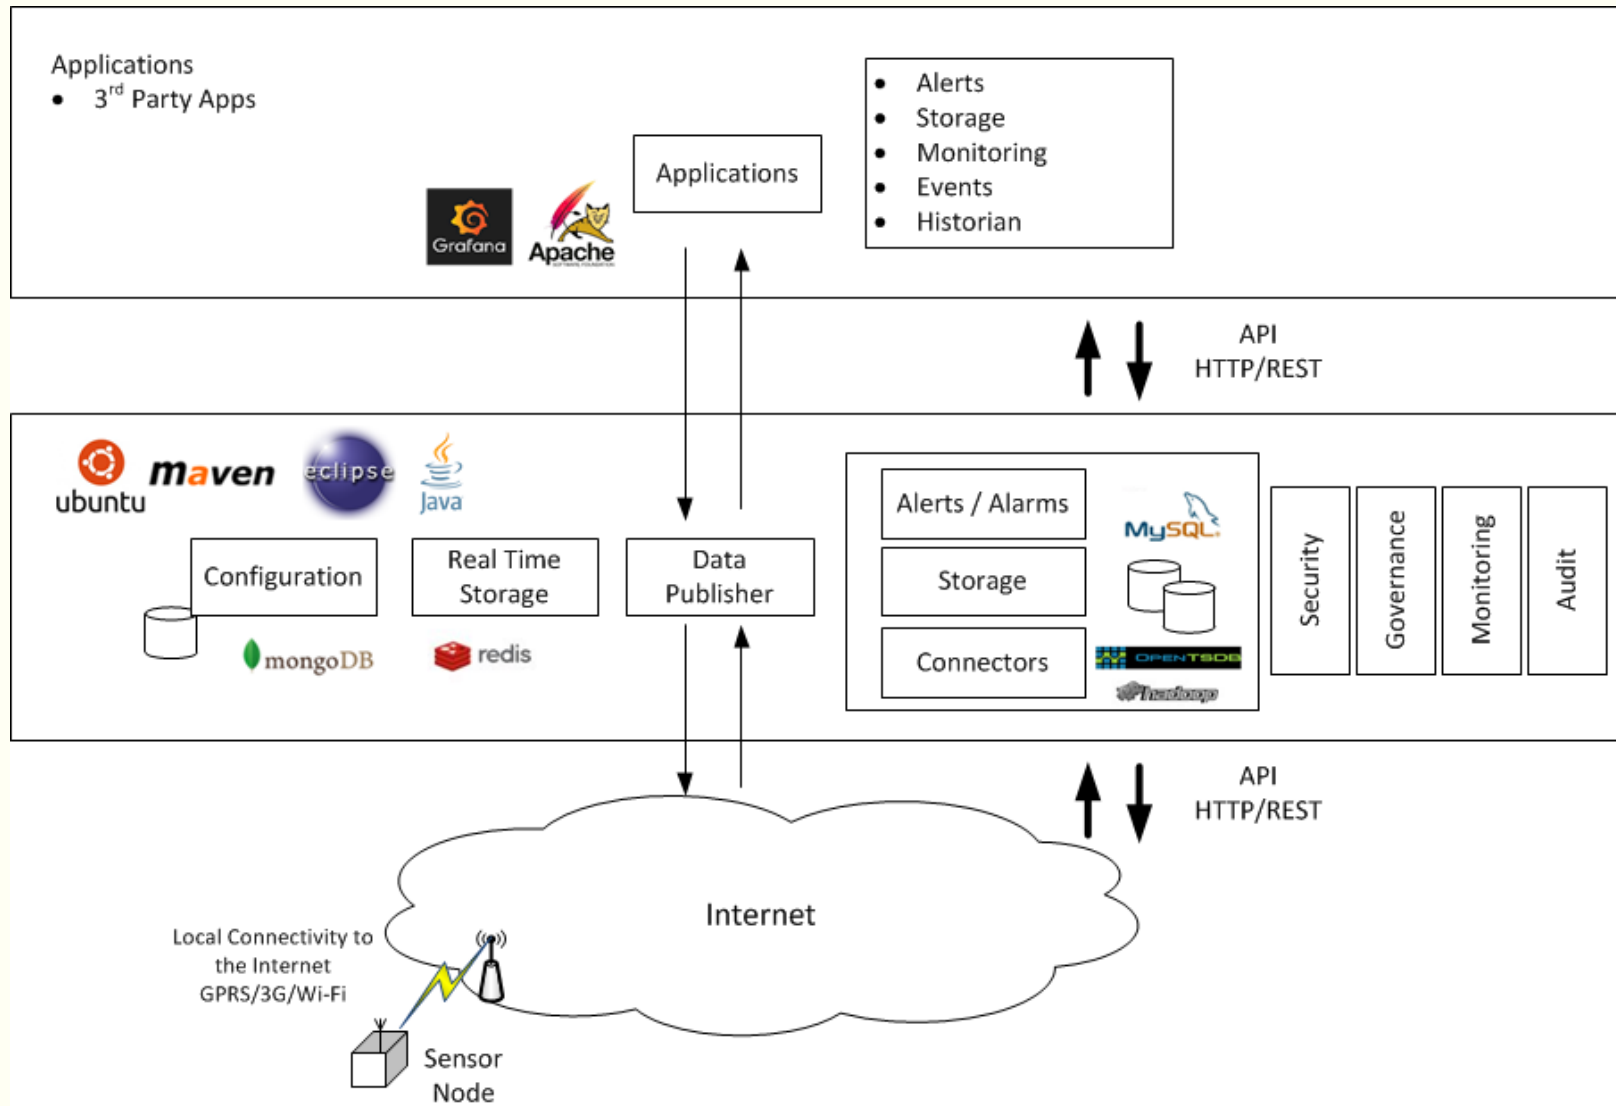 Applications
• 3rd Party Apps
Applications
• Alerts
• Storage
• Monitoring
• Events
• Historian
Grafana
Apache
SOFTWARE FOUNDATION
API
HTTP/REST
ubuntu
maven
eclipse
Java
Configuration
mongoDB
Real Time
Storage
redis
Data
Publisher
Alerts / Alarms
Storage
Connectors
MySQL
OPENTSDB
hadoop
Security
Governance
Monitoring
Audit
API
HTTP/REST
Internet
Local Connectivity to
the Internet
GPRS/3G/Wi-Fi
Sensor
Node